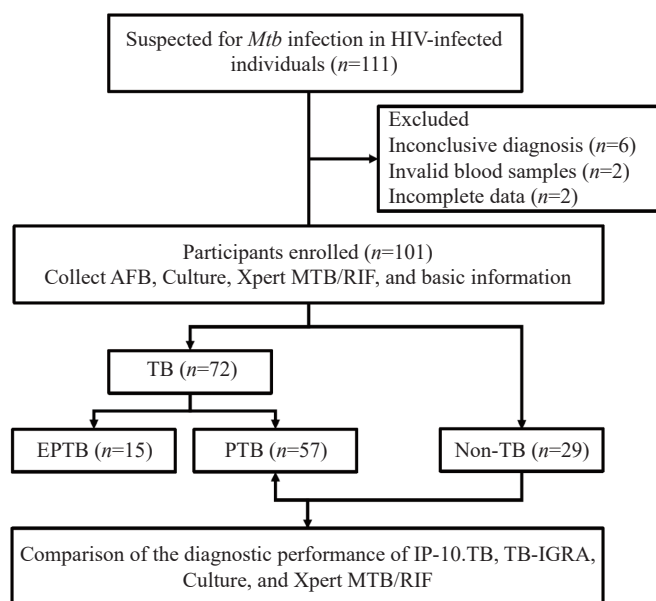 Suspected for Mtb infection in HIV-infected
individuals (n=111)
Excluded
Inconclusive diagnosis (n=6)
Invalid blood samples (n=2)
Incomplete data (n=2)
Participants enrolled (n=101)
Collect AFB, Culture, Xpert MTB/RIF, and basic information
TB (n=72)
EPTB (n=15)
PTB (n=57)
Non-TB (n=29)
Comparison of the diagnostic performance of IP-10.TB, TB-IGRA,
Culture, and Xpert MTB/RIF